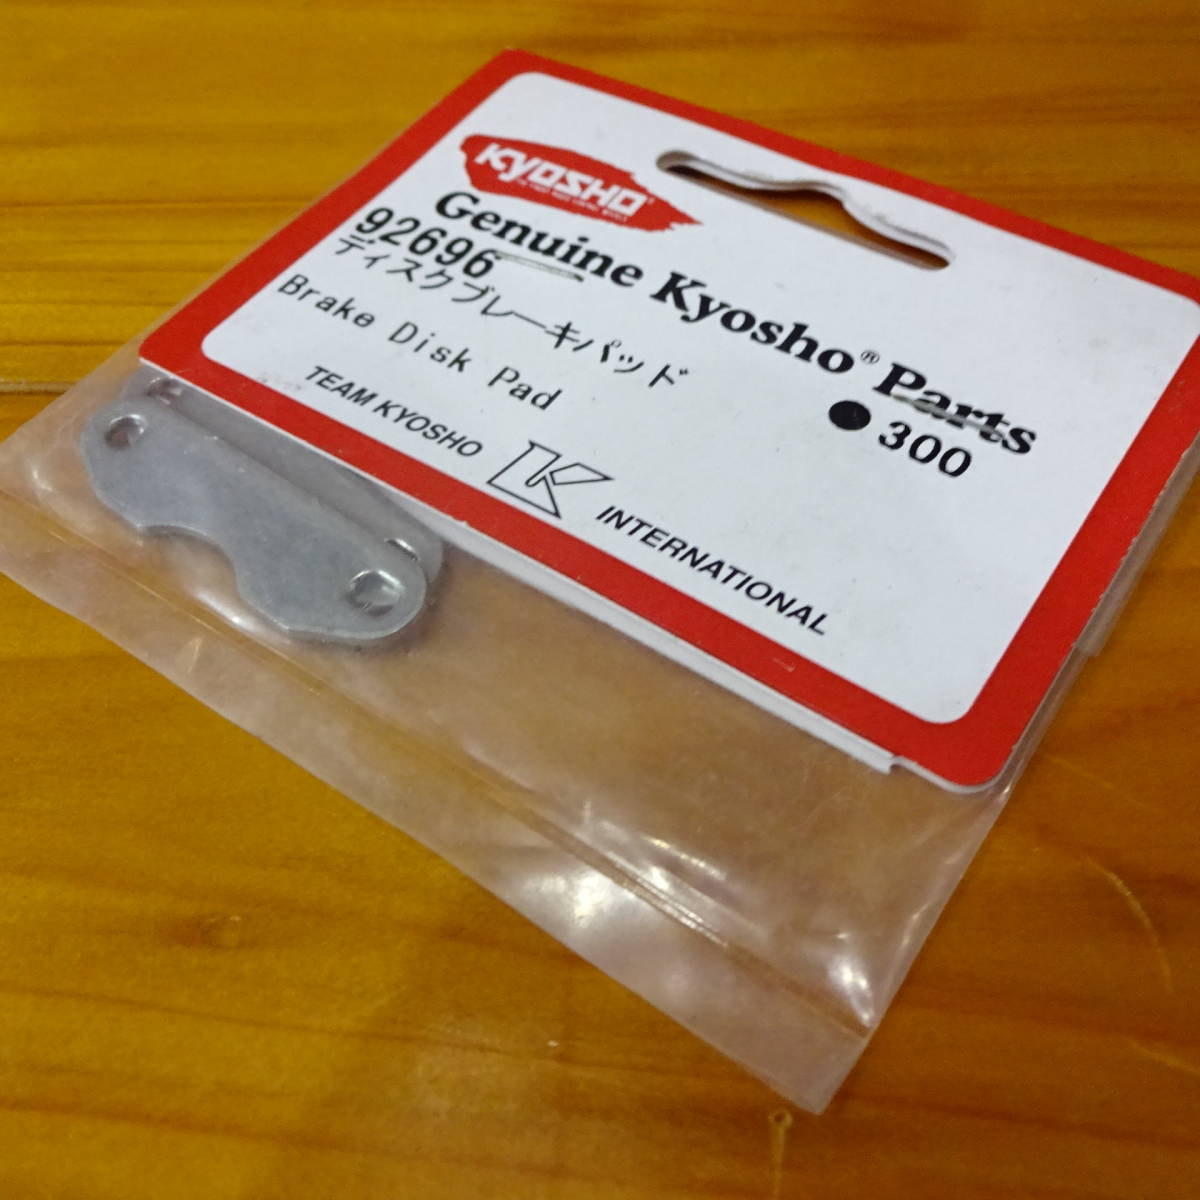 KYOSHO
Genuine Kyosho® Parts
92696
ディスクブレーキパッド
●300
Brake Disk Pad
TEAM KYOSHO K INTERNATIONAL